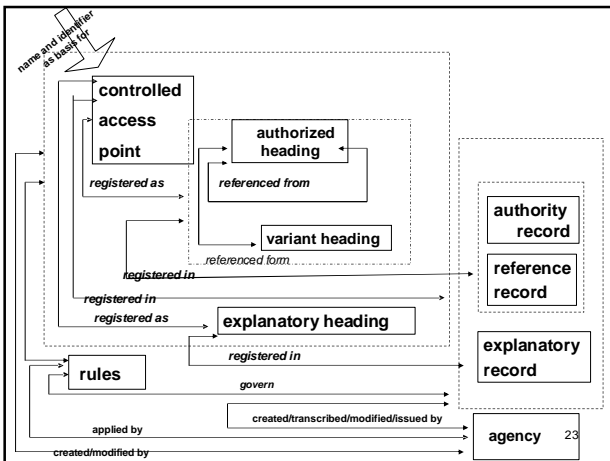 name and identifier
as basis for
controlled
access
point
authorized
heading
registered as
referenced from
variant heading
referenced form
registered in
authority
record
reference
record
registered in
registered as
explanatory heading
registered in
explanatory
record
rules
govern
created/transcribed/modified/issued by
applied by
agency
23
created/modified by